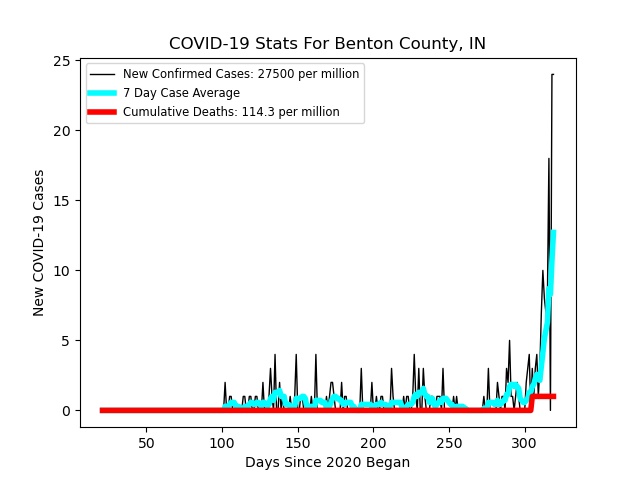 COVID-19 Stats For Benton County, IN
New Confirmed Cases: 27500 per million
7 Day Case Average
Cumulative Deaths: 114.3 per million
New COVID-19 Cases
25
20
15
10
5
0
50 100 150 200 250 300
Days Since 2020 Began